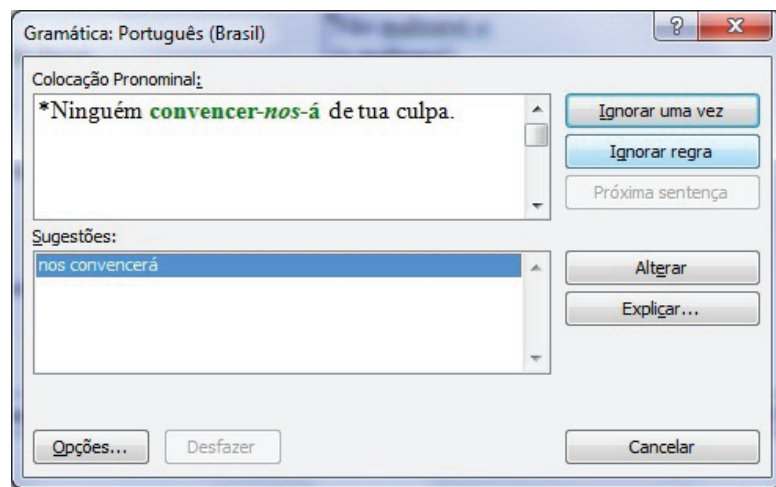 Gramática: Português (Brasil)
Colocação Pronominal:
*Ninguém convencer-nos-á de tua culpa.
Ignorar uma vez
Ignorar regra
Próxima sentença
Sugestões:
nos convencerá
Alterar
Explicar...
Opções...
Desfazer
Cancelar